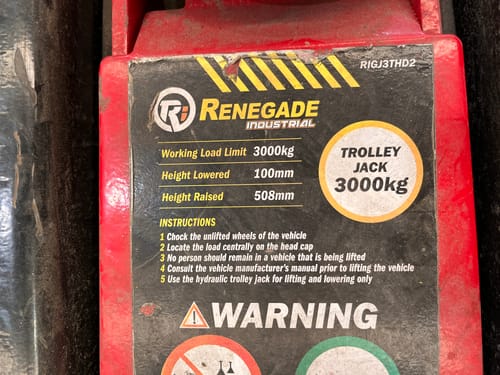 RIGJ3THD2
Ri RENEGADE
INDUSTRIAL
Working Load Limit 3000kg
Height Lowered 100mm
Height Raised 508mm
TROLLEY
JACK
3000kg
INSTRUCTIONS
1 Chock the unlifted wheels of the vehicle
2 Locate the load centrally on the head cap
3 No person should remain in a vehicle that is being lifted
4 Consult the vehicle manufacturer's manual prior to lifting the vehicle
5 Use the hydraulic trolley jack for lifting and lowering only
WARNING